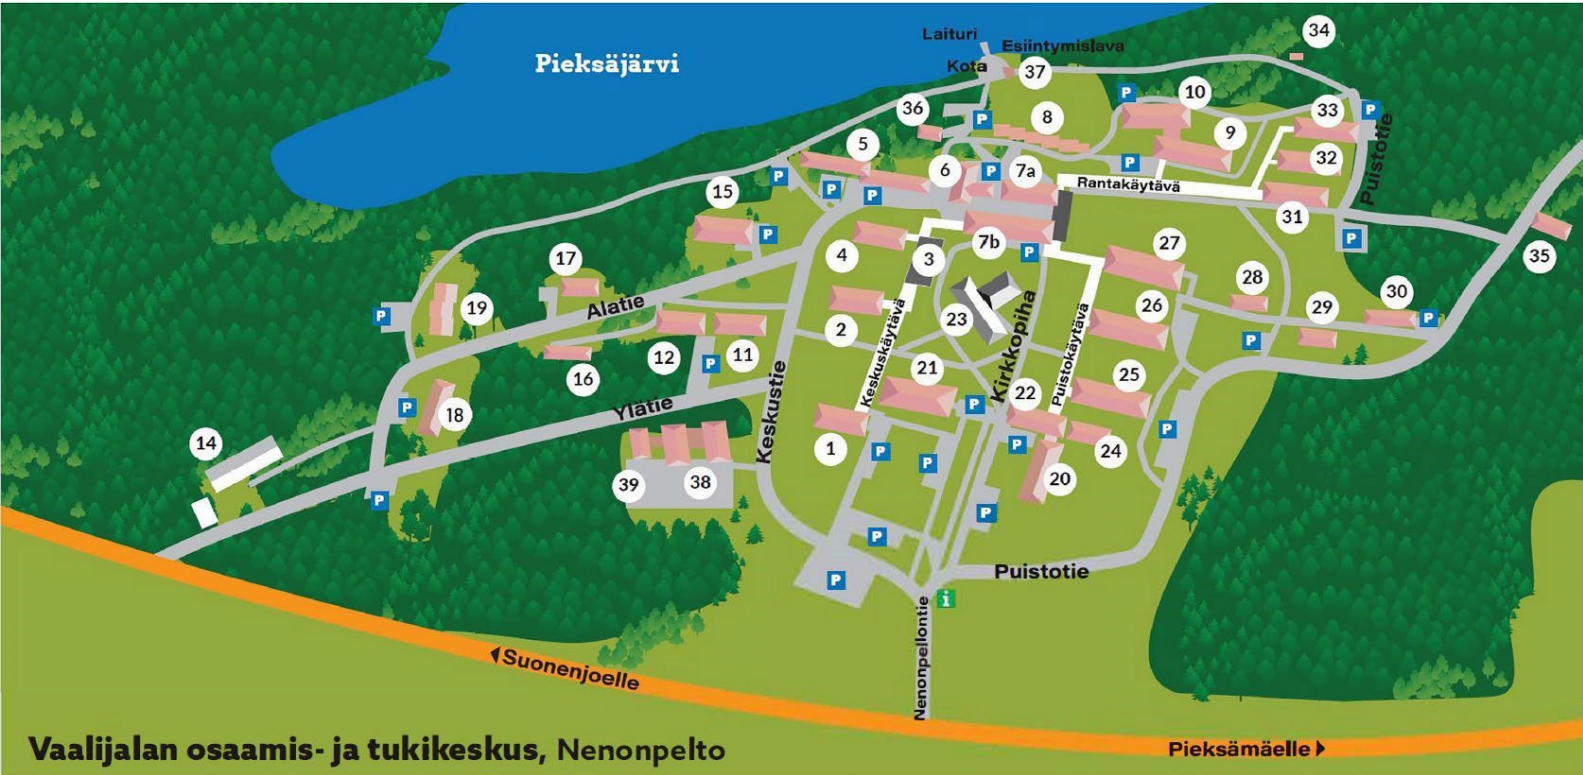 Laituri
Esiintymislava
Kota
Pieksäjärvi
34
37
P
10
P
33
36
P
8
9
5
32
6
P
7a
P
P
P
P
Rantakäytävä
Puistotie
15
31
P
7b
27
P
35
4
3
P
17
28
30
19
Alatie
26
29
P
P
2
23
Kirkkopiha
P
12
11
P
16
Keskuskäytävä
21
Puistokäytävä
25
22
P
18
Ylätie
P
P
14
Keskustie
1
P
P
24
P
39
38
20
P
P
P
P
Puistotie
i
Nenonpellontie
Suonenjoelle
Vaalijalan osaamis- ja tukikeskus, Nenonpelto
Pieksämäelle